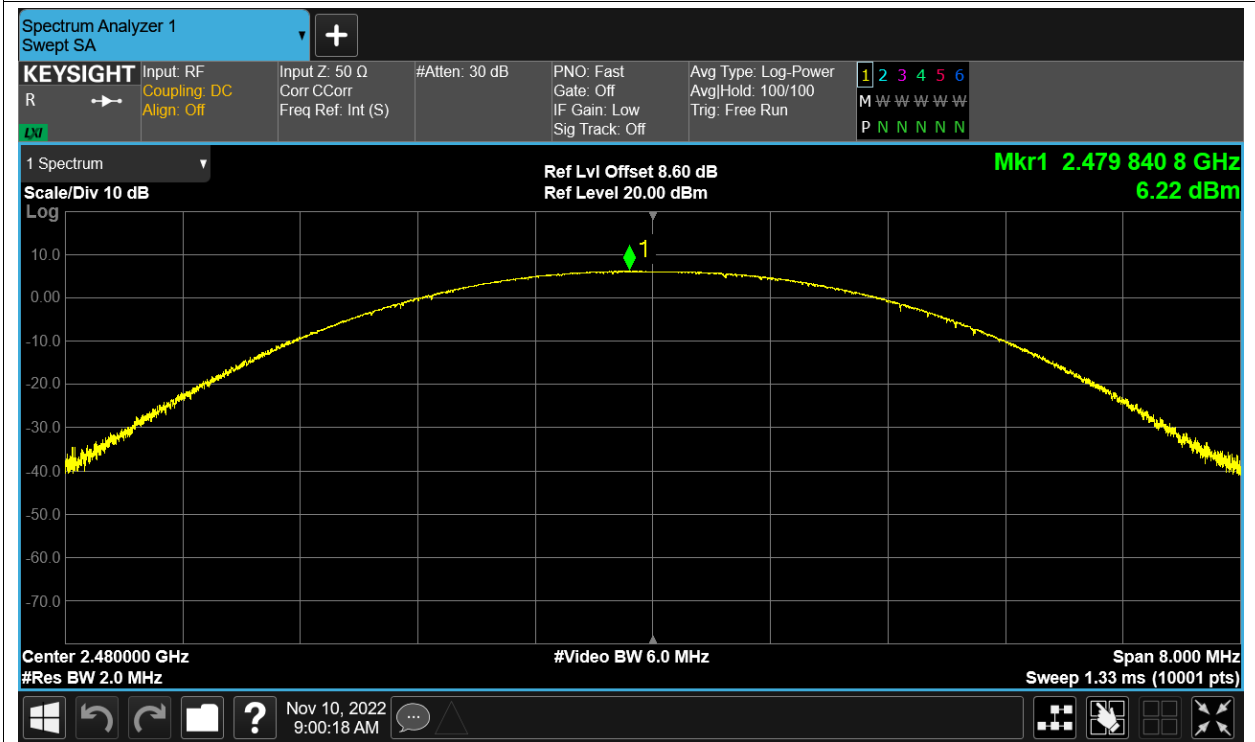 Spectrum Analyzer 1
Swept SA
+
KEYSIGHT
R
LXI
Input: RF
Coupling: DC
Align: Off
Input Z: 50 Ω
Corr CCorr
Freq Ref: Int (S)
#Atten: 30 dB
PNO: Fast
Gate: Off
IF Gain: Low
Sig Track: Off
Avg Type: Log-Power
Avg|Hold: 100/100
Trig: Free Run
1 2 3 4 5 6
M W W W W W
P N N N N N
1 Spectrum
Scale/Div 10 dB
Log
Ref Lvl Offset 8.60 dB
Ref Level 20.00 dBm
Mkr1 2.479 840 8 GHz
6.22 dBm
1
10.0
0.00
-10.0
-20.0
-30.0
-40.0
-50.0
-60.0
-70.0
Center 2.480000 GHz
#Res BW 2.0 MHz
#Video BW 6.0 MHz
Span 8.000 MHz
Sweep 1.33 ms (10001 pts)
?
Nov 10, 2022
9:00:18 AM